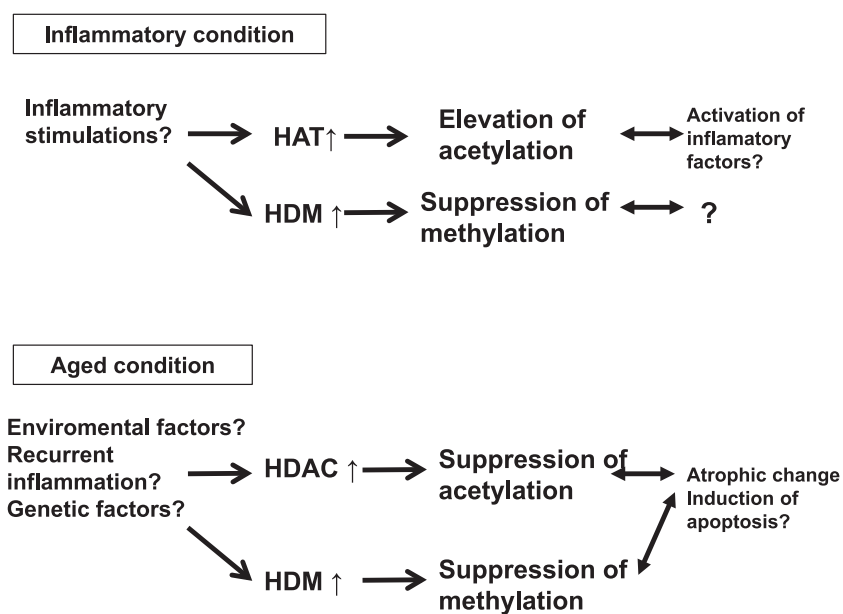 Inflammatory condition
Inflammatory
stimulations?
HAT↑
Elevation of
acetylation
Activation of
inflamatory
factors?
HDM ↑
Suppression of
methylation
?
Aged condition
Enviromental factors?
Recurrent
inflammation?
Genetic factors?
HDAC ↑
Suppression of
acetylation
Atrophic change
Induction of
apoptosis?
HDM ↑
Suppression of
methylation